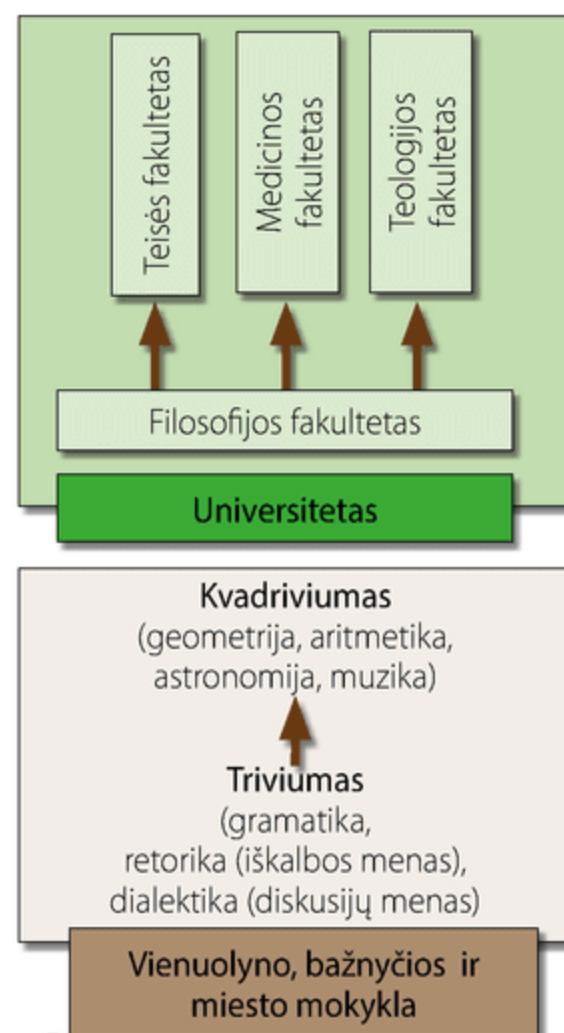 Teisės fakultetas
Medicinos
fakultetas
Teologijos
fakultetas
Filosofijos fakultetas
Universitetas
Kvadriviumas
(geometrija, aritmetika,
astronomija, muzika)
Triviumas
(gramatika,
retorika (iškalbos menas),
dialektika (diskusijų menas)
Vienuolyno, bažnyčios ir
miesto mokykla